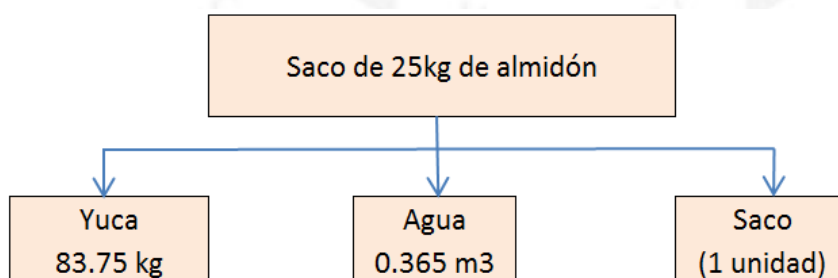 Saco de 25kg de almidón
Yuca
83.75 kg
Agua
0.365 m3
Saco
(1 unidad)